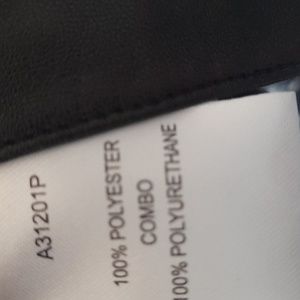 A31201P
100% POLYESTER
COMBO
100% POLYURETHANE